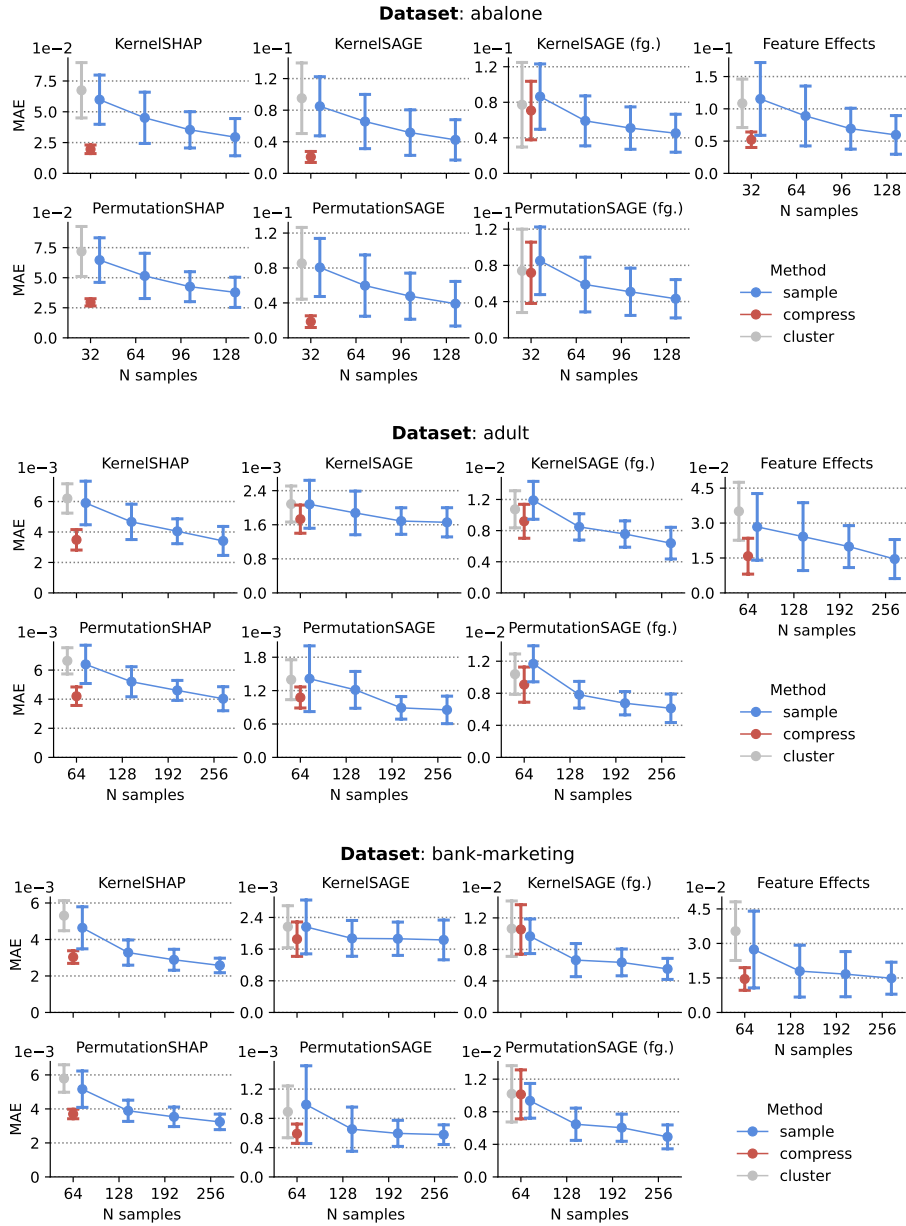 Dataset: abalone
KernelSHAP
KernelSAGE
KernelSAGE (fg.)
Feature Effects
1e−2
1e−1
1e−1
1e−1
MAE
7.5
5.0
2.5
0.0
1.2
0.8
0.4
0.0
1.2
0.8
0.4
0.0
1.5
1.0
0.5
0.0
32 64 96 128
N samples
PermutationSHAP
PermutationSAGE
PermutationSAGE (fg.)
1e−2
1e−1
1e−1
MAE
7.5
5.0
2.5
0.0
1.2
0.8
0.4
0.0
1.2
0.8
0.4
0.0
32 64 96 128
32 64 96 128
32 64 96 128
N samples
N samples
N samples
Method
sample
compress
cluster
Dataset: adult
KernelSHAP
KernelSAGE
KernelSAGE (fg.)
Feature Effects
1e−3
1e−3
1e−2
1e−2
MAE
6
4
2
0
2.4
1.6
0.8
0.0
1.2
0.8
0.4
0.0
4.5
3.0
1.5
0.0
64 128 192 256
N samples
PermutationSHAP
PermutationSAGE
PermutationSAGE (fg.)
1e−3
1e−3
1e−2
MAE
6
4
2
0
1.8
1.2
0.6
0.0
1.2
0.8
0.4
0.0
64 128 192 256
64 128 192 256
64 128 192 256
N samples
N samples
N samples
Method
sample
compress
cluster
Dataset: bank-marketing
KernelSHAP
KernelSAGE
KernelSAGE (fg.)
Feature Effects
1e−3
1e−3
1e−2
1e−2
MAE
6
4
2
0
2.4
1.6
0.8
0.0
1.2
0.8
0.4
0.0
4.5
3.0
1.5
0.0
64 128 192 256
N samples
PermutationSHAP
PermutationSAGE
PermutationSAGE (fg.)
1e−3
1e−3
1e−2
MAE
6
4
2
0
1.2
0.8
0.4
0.0
1.2
0.8
0.4
0.0
64 128 192 256
64 128 192 256
64 128 192 256
N samples
N samples
N samples
Method
sample
compress
cluster